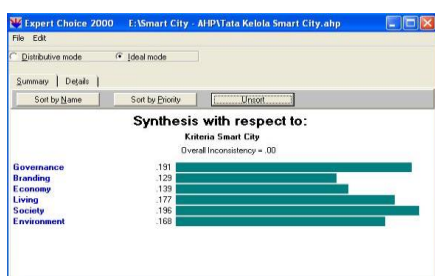 Expert Choice 2000 E:\Smart City - AHP\Tata Kelola Smart City.ahp
File Edit
Distributive mode Ideal mode
Summary Details
Sort by Name Sort by Priority Unsort
Synthesis with respect to:
Kriteria Smart City
Overall Inconsistency = .00
Governance .191
Branding .129
Economy .139
Living .177
Society .196
Environment .168